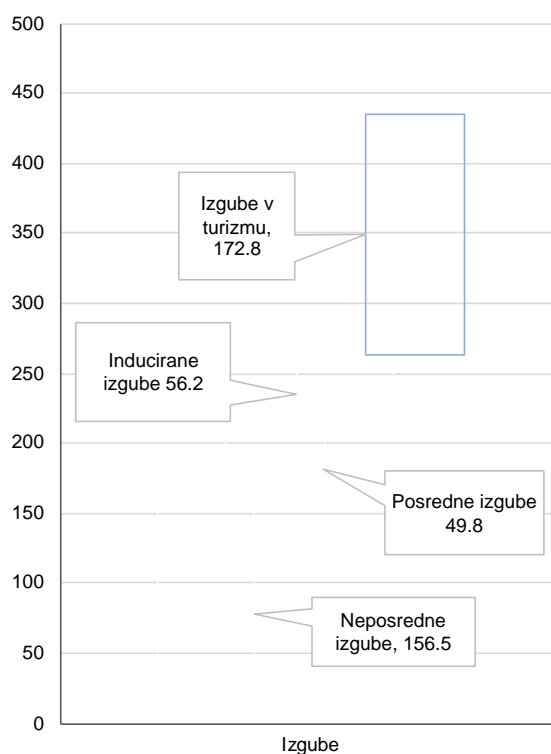 500
450
400
350
300
250
200
150
100
50
0
Izgube v
turizmu,
172.8
Inducirane
izgube 56.2
Posredne izgube
49.8
Neposredne
izgube, 156.5
Izgube